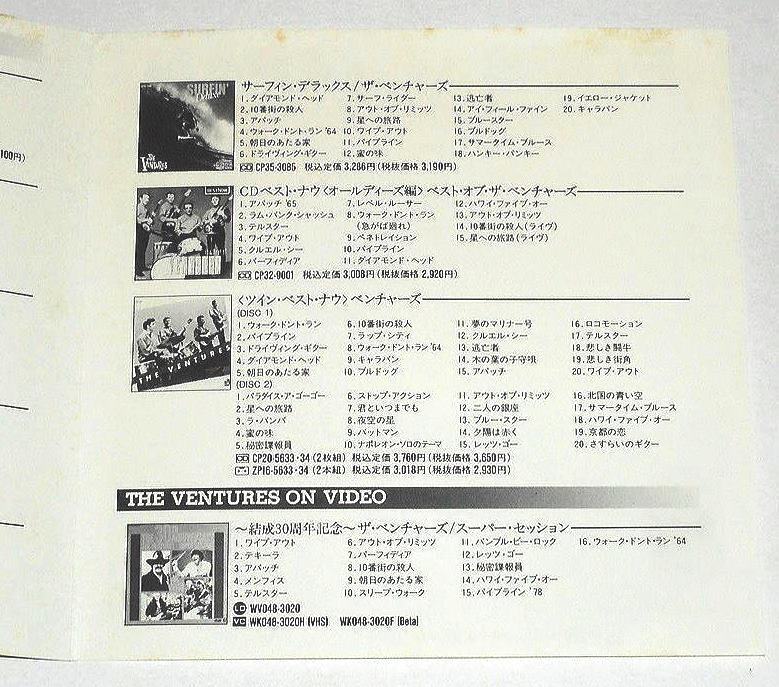 100円)
SURFIN'
Deluxe
THE VENTURES
サーフィン・デラックス/ザ・ベンチャーズ
1. ダイアモンド・ヘッド 7. サーフ・ライダー 13. 逃亡者 19. イエロー・ジャケット
2. 10番街の殺人 8. アウト・オブ・リミッツ 14. アイ・フィール・ファイン 20. キャラバン
3. アパッチ 9. 星への旅路 15. ブルースター
4. ウォーク・ドント・ラン '64 10. ワイプ・アウト 16. ブルドッグ
5. 朝日のあたる家 11. パイプライン 17. サマータイム・ブルース
6. ドライヴィング・ギター 12. 蜜の味 18. ハンキー・パンキー
CD CP35-3086 税込定価 3,286円(税抜価格 3,190円)
CDベスト・ナウ〈オールディーズ編〉ベスト・オブ・ザ・ベンチャーズ
1. アパッチ '65 7. レベル・ルーサー 12. ハワイ・ファイブ・オー
2. ラム・バンク・シャッシュ 8. ウォーク・ドント・ラン 13. アウト・オブ・リミッツ
3. テルスター (急がば廻れ) 14. 10番街の殺人(ライヴ)
4. ワイプ・アウト 9. ペネトレイション 15. 星への旅路(ライヴ)
5. クルエル・シー 10. パイプライン
6. パーフィディア 11. ダイアモンド・ヘッド
CD CP32-9001 税込定価 3,008円(税抜価格 2,920円)
THE VENTURES
〈ツイン・ベスト・ナウ〉ベンチャーズ
(DISC 1)
1. ウォーク・ドント・ラン 6. 10番街の殺人 11. 夢のマリナー号 16. ロコモーション
2. パイプライン 7. ラップ・シティ 12. クルエル・シー 17. テルスター
3. ドライヴィング・ギター 8. ウォーク・ドント・ラン '64 13. 逃亡者 18. 悲しき闘牛
4. ダイアモンド・ヘッド 9. キャラバン 14. 木の葉の子守唄 19. 悲しき街角
5. 朝日のあたる家 10. ブルドッグ 15. アパッチ 20. ワイプ・アウト
(DISC 2)
1. パラダイス・ア・ゴーゴー 6. ストップ・アクション 11. アウト・オブ・リミッツ 16. 北国の青い空
2. 星への旅路 7. 君といつまでも 12. 二人の銀座 17. サマータイム・ブルース
3. ラ・バンバ 8. 夜空の星 13. ブルー・スター 18. ハワイ・ファイブ・オー
4. 蜜の味 9. バットマン 14. 夕陽は赤く 19. 京都の恋
5. 秘密諜報員 10. ナポレオン・ソロのテーマ 15. レッツ・ゴー 20. さすらいのギター
CD CP20-5633・34(2枚組) 税込定価 3,760円(税抜価格 3,650円)
ZP16-5633・34(2本組) 税込定価 3,018円(税抜価格 2,930円)
THE VENTURES ON VIDEO
〜結成30周年記念〜 ザ・ベンチャーズ/スーパー・セッション
1. ワイプ・アウト 6. アウト・オブ・リミッツ 11. バンブル・ビー・ロック 16. ウォーク・ドント・ラン '64
2. テキーラ 7. パーフィディア 12. レッツ・ゴー
3. アパッチ 8. 10番街の殺人 13. 秘密諜報員
4. メンフィス 9. 朝日のあたる家 14. ハワイ・ファイブ・オー
5. テルスター 10. スリープ・ウォーク 15. パイプライン '78
LD WV048-3020
VC WK048-3020H (VHS) WK048-3020F (Beta)